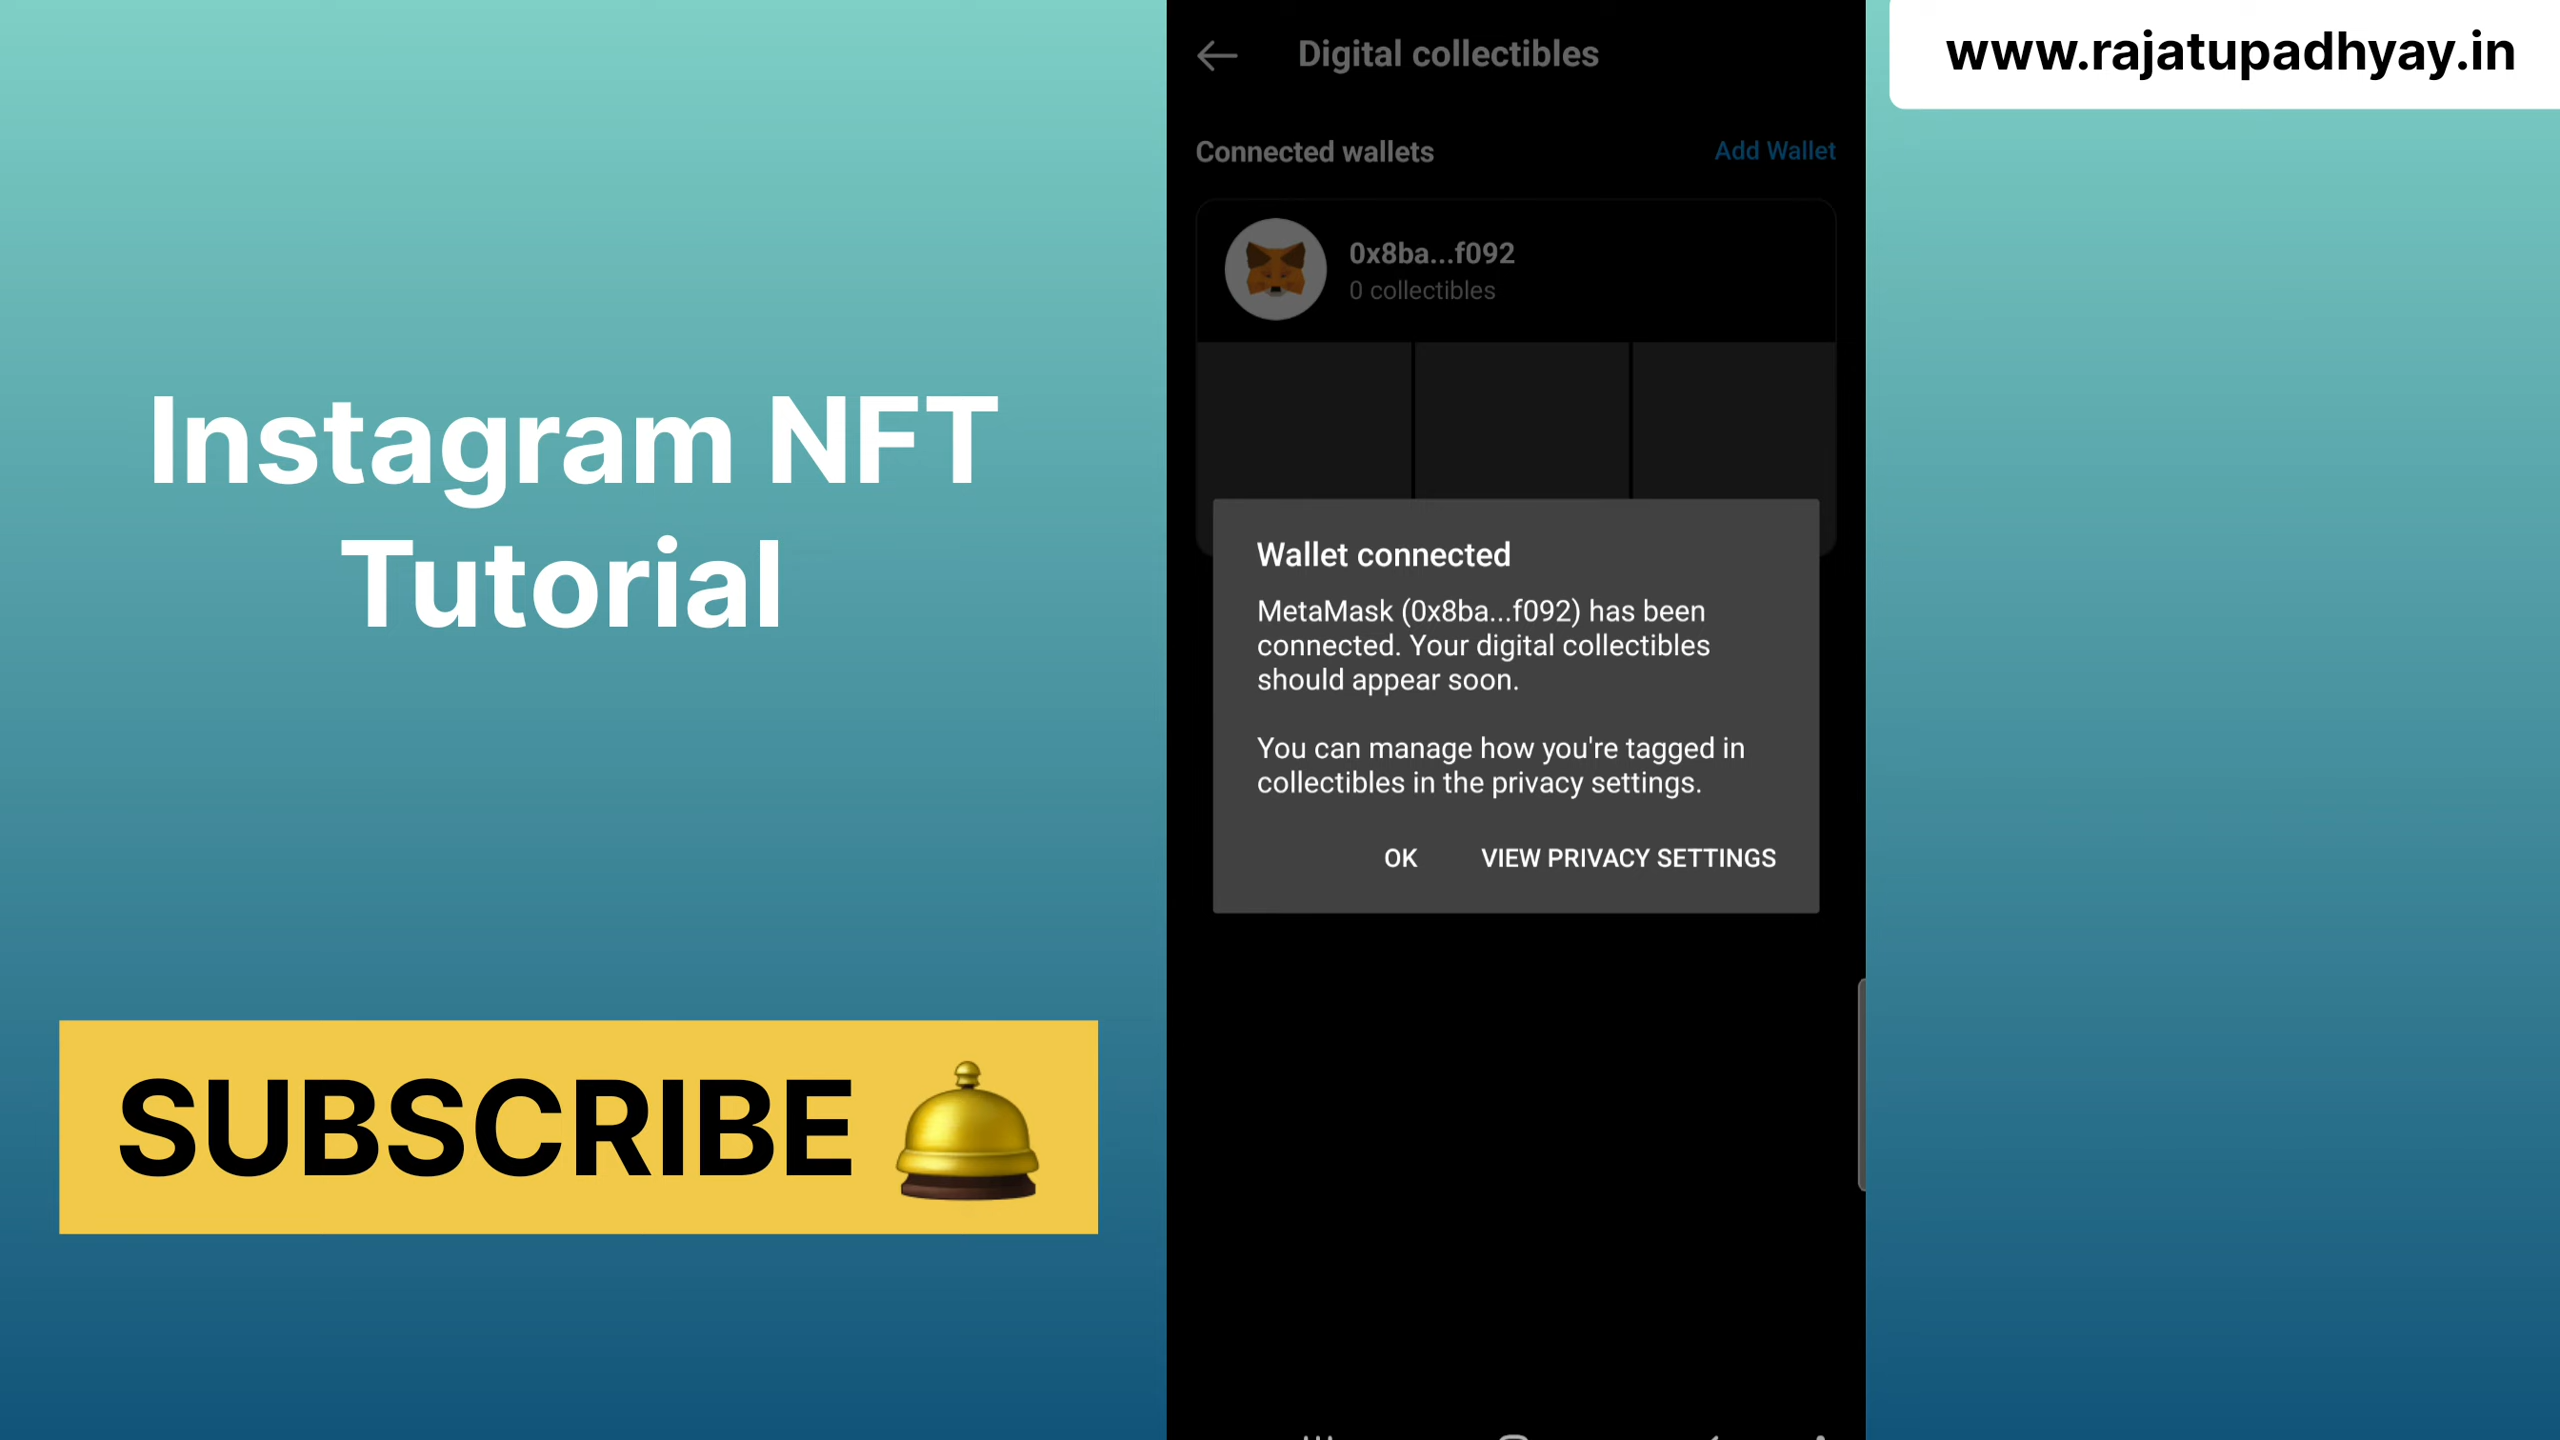 Instagram NFT
Tutorial
SUBSCRIBE
Digital collectibles
Connected wallets
Add Wallet
0x8ba...f092
0 collectibles
Wallet connected
MetaMask (0x8ba...f092) has been
connected. Your digital collectibles
should appear soon.
You can manage how you're tagged in
collectibles in the privacy settings.
OK
VIEW PRIVACY SETTINGS
www.rajatupadhyay.in